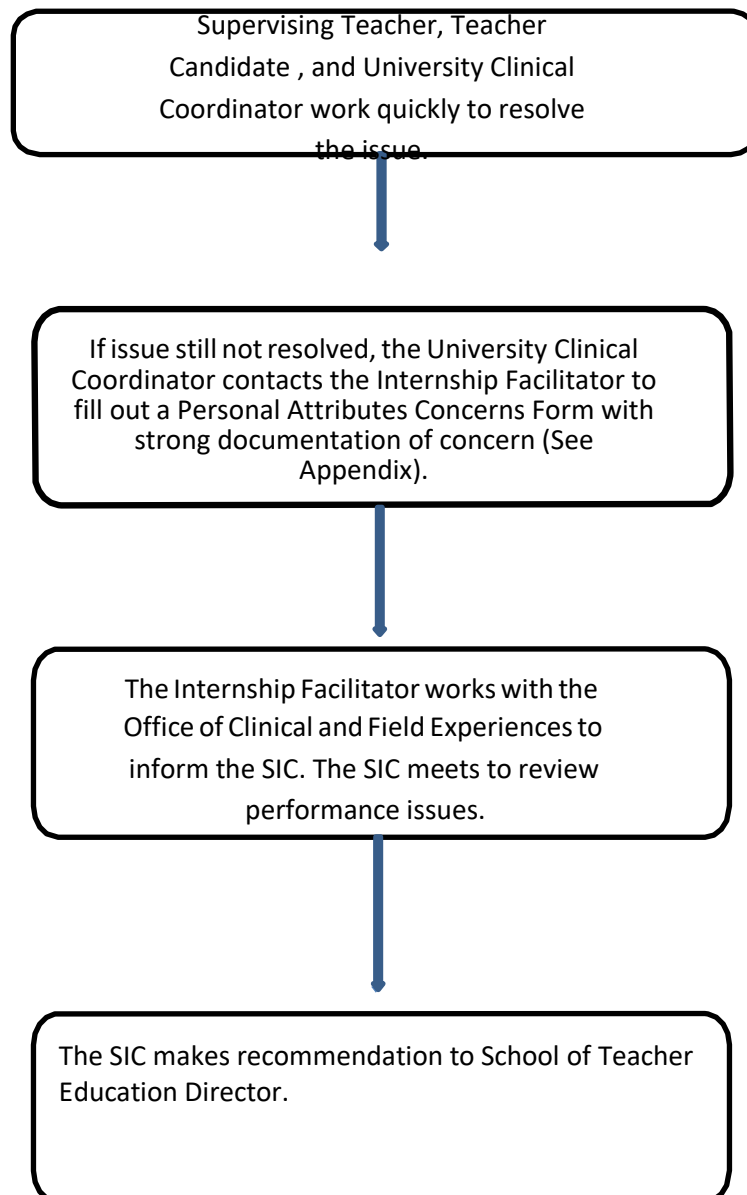 Supervising Teacher, Teacher
Candidate , and University Clinical
Coordinator work quickly to resolve
the issue.
If issue still not resolved, the University Clinical
Coordinator contacts the Internship Facilitator to
fill out a Personal Attributes Concerns Form with
strong documentation of concern (See
Appendix).
The Internship Facilitator works with the
Office of Clinical and Field Experiences to
inform the SIC. The SIC meets to review
performance issues.
The SIC makes recommendation to School of Teacher
Education Director.